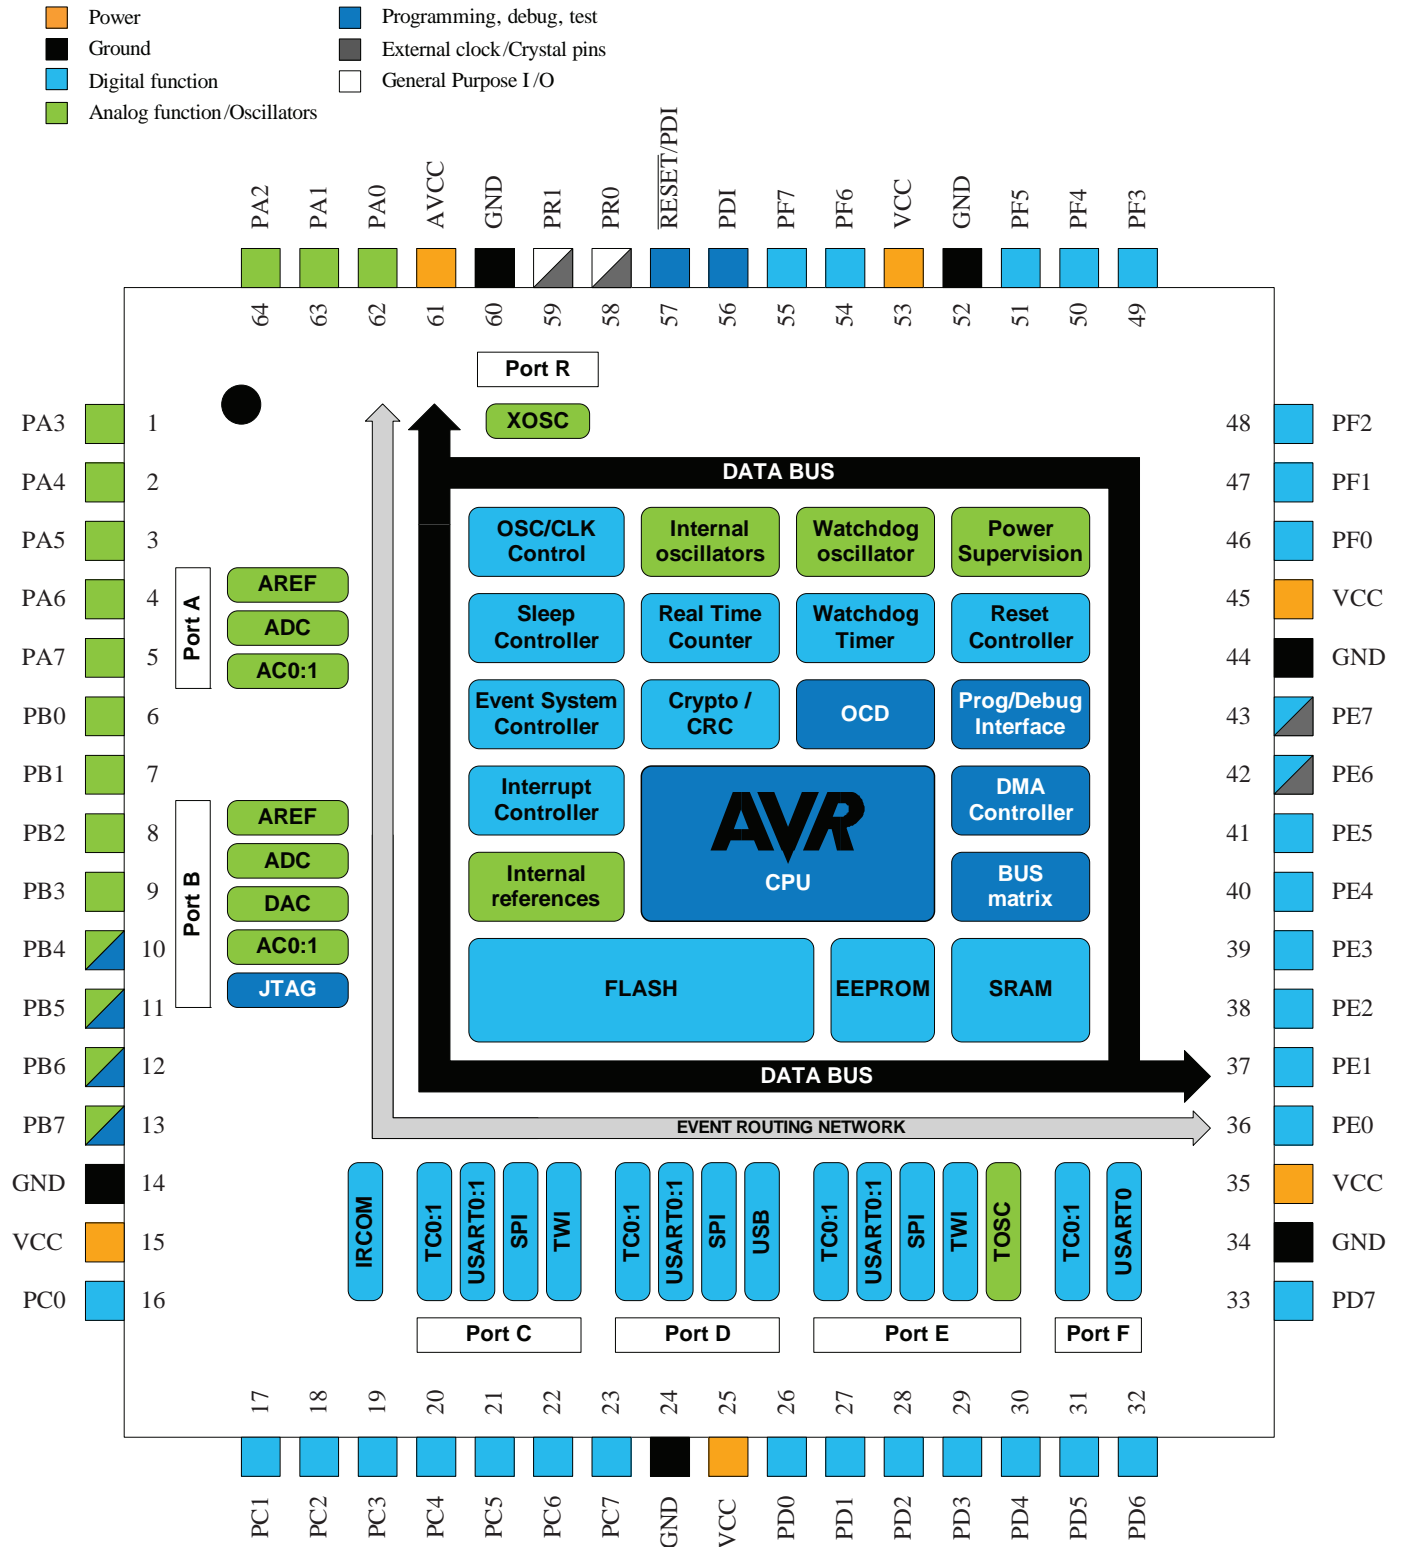 Power
Ground
Digital function
Analog function/Oscillators
Programming, debug, test
External clock/Crystal pins
General Purpose I/O
PA2
PA1
PA0
AVCC
GND
PR1
PR0
RESET/PDI
PDI
PF7
PF6
VCC
GND
PF5
PF4
PF3
64
63
62
61
60
59
58
57
56
55
54
53
52
51
50
49
PA3 1
PA4 2
PA5 3
PA6 4
PA7 5
PB0 6
PB1 7
PB2 8
PB3 9
PB4 10
PB5 11
PB6 12
PB7 13
GND 14
VCC 15
PC0 16
Port A
AREF
ADC
AC0:1
Port B
AREF
ADC
DAC
AC0:1
JTAG
Port R
XOSC
DATA BUS
OSC/CLK
Control
Internal
oscillators
Watchdog
oscillator
Power
Supervision
Sleep
Controller
Real Time
Counter
Watchdog
Timer
Reset
Controller
Event System
Controller
Crypto /
CRC
OCD
Prog/Debug
Interface
Interrupt
Controller
AVR
CPU
DMA
Controller
Internal
references
BUS
matrix
FLASH
EEPROM
SRAM
DATA BUS
EVENT ROUTING NETWORK
IRCOM
TC0:1
USART0:1
SPI
TWI
Port C
TC0:1
USART0:1
SPI
USB
Port D
TC0:1
USART0:1
SPI
TWI
TOSC
Port E
TC0:1
USART0
Port F
48 PF2
47 PF1
46 PF0
45 VCC
44 GND
43 PE7
42 PE6
41 PE5
40 PE4
39 PE3
38 PE2
37 PE1
36 PE0
35 VCC
34 GND
33 PD7
17
18
19
20
21
22
23
24
25
26
27
28
29
30
31
32
PC1
PC2
PC3
PC4
PC5
PC6
PC7
GND
VCC
PD0
PD1
PD2
PD3
PD4
PD5
PD6